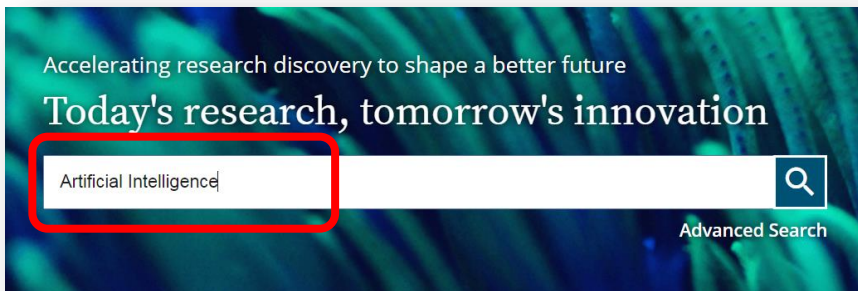 Accelerating research discovery to shape a better future
Today's research, tomorrow's innovation
Artificial Intelligence
Advanced Search